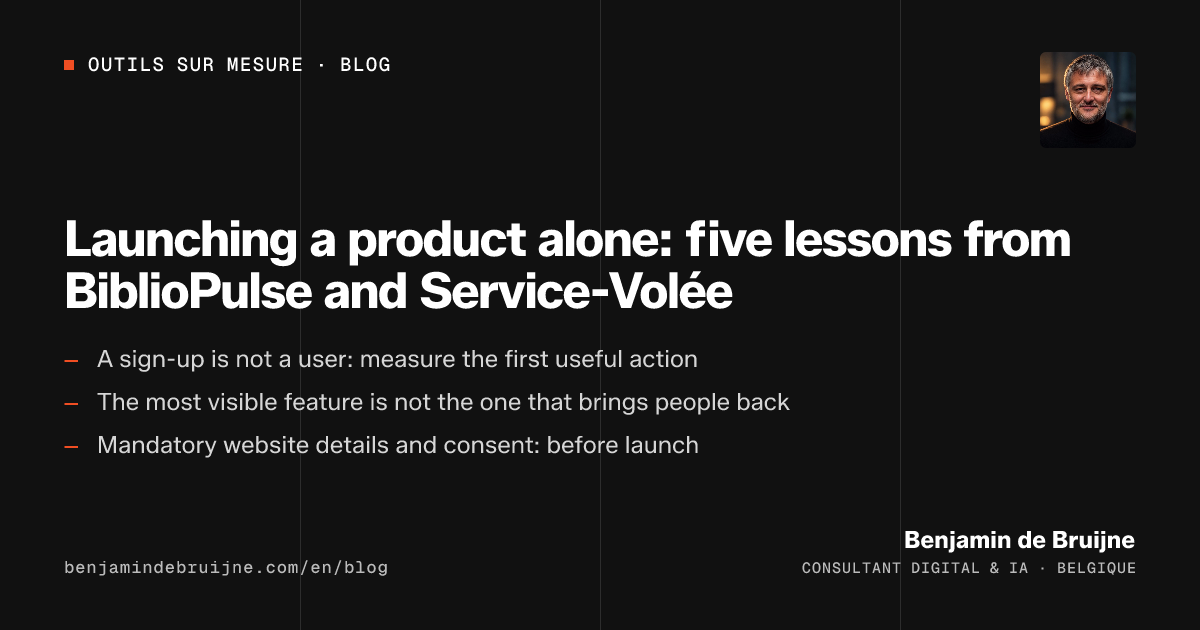 OUTILS SUR MESURE · BLOG
Launching a product alone: five lessons from
BiblioPulse and Service-Volée
– A sign-up is not a user: measure the first useful action
– The most visible feature is not the one that brings people back
– Mandatory website details and consent: before launch
Benjamin de Bruijne
benjamindebruijne.com/en/blog
CONSULTANT DIGITAL & IA · BELGIQUE